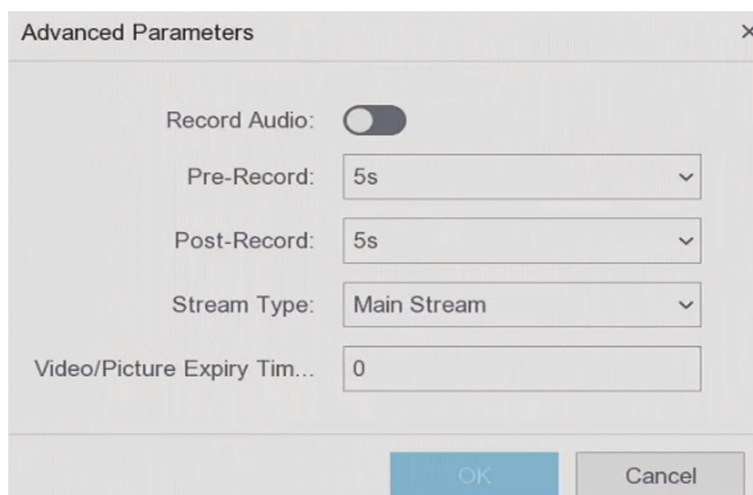 Advanced Parameters ×
Record Audio:
Pre-Record: 5s
Post-Record: 5s
Stream Type: Main Stream
Video/Picture Expiry Tim... 0
OK Cancel